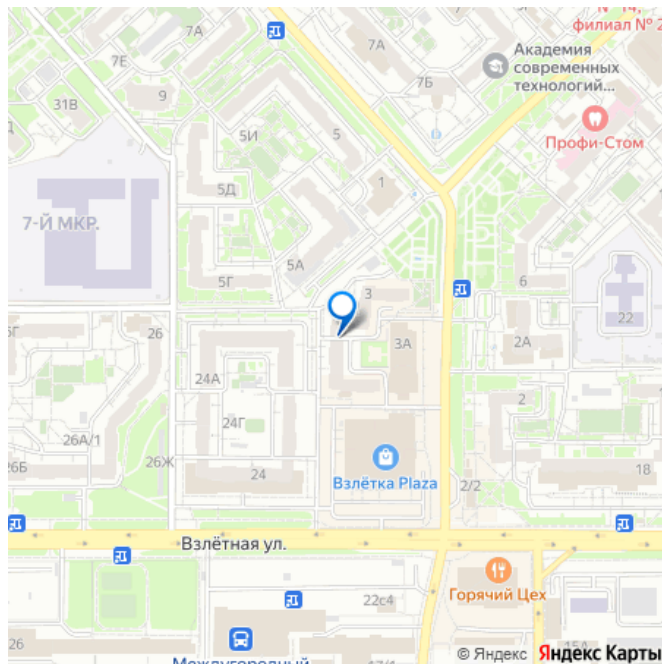 № 14,
филиал № 2
7А
7А
7Е
9
Академия
современных
технологий...
7Б
31В
5И
5
Профи-Стом
1
5Д
7-Й МКР.
5А
5Г
3
6
22
26
3А
2А
24А
24Г
2
26А/1
26Б
26Ж
24
Взлётка Plaza
2/2
18
Взлётная ул.
Горячий Цех
22с4
26
Междугородный
© Яндекс Яндекс Карты